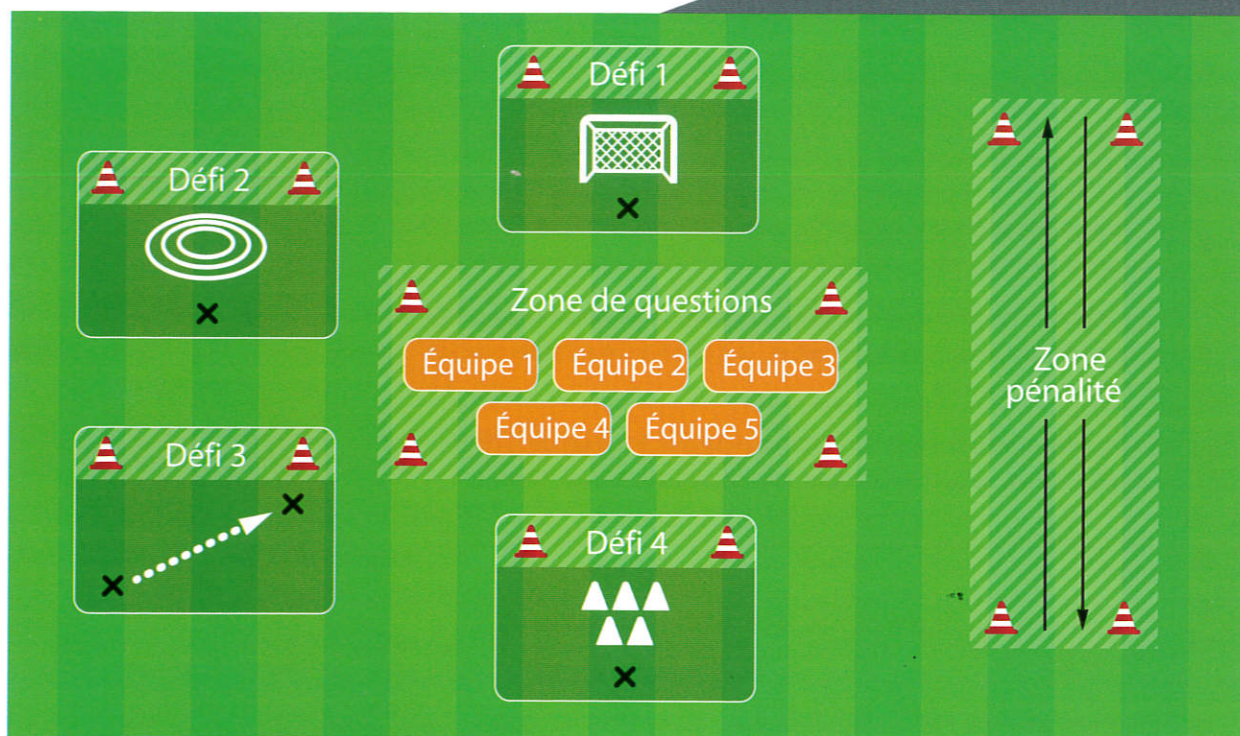 Défi 1
Défi 2
Zone de questions
Équipe 1
Équipe 2
Équipe 3
Équipe 4
Équipe 5
Défi 3
Défi 4
Zone
pénalité